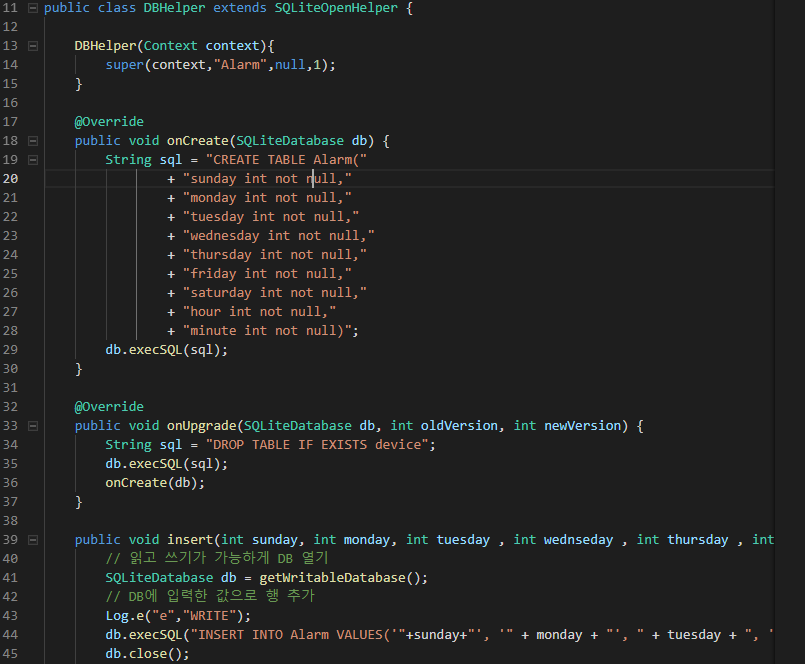 11 public class DBHelper extends SQLiteOpenHelper {
12
13 DBHelper(Context context){
14 super(context,"Alarm",null,1);
15 }
16
17 @Override
18 public void onCreate(SQLiteDatabase db) {
19 String sql = "CREATE TABLE Alarm("
20 + "sunday int not null,"
21 + "monday int not null,"
22 + "tuesday int not null,"
23 + "wednesday int not null,"
24 + "thursday int not null,"
25 + "friday int not null,"
26 + "saturday int not null,"
27 + "hour int not null,"
28 + "minute int not null)";
29 db.execSQL(sql);
30 }
31
32 @Override
33 public void onUpgrade(SQLiteDatabase db, int oldVersion, int newVersion) {
34 String sql = "DROP TABLE IF EXISTS device";
35 db.execSQL(sql);
36 onCreate(db);
37 }
38
39 public void insert(int sunday, int monday, int tuesday , int wednseday , int thursday , int
40 // 읽고 쓰기가 가능하게 DB 열기
41 SQLiteDatabase db = getWritableDatabase();
42 // DB에 입력한 값으로 행 추가
43 Log.e("e","WRITE");
44 db.execSQL("INSERT INTO Alarm VALUES('"+sunday+"', '" + monday + "', " + tuesday + ", '
45 db.close();